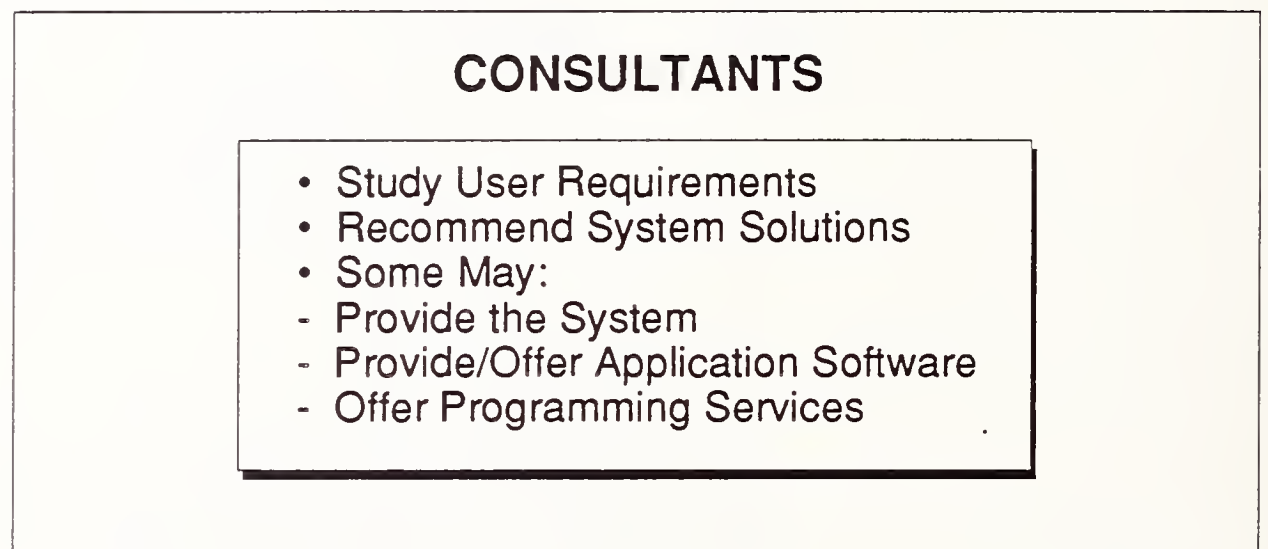 CONSULTANTS
• Study User Requirements
• Recommend System Solutions
• Some May:
- Provide the System
- Provide/Offer Application Software
- Offer Programming Services